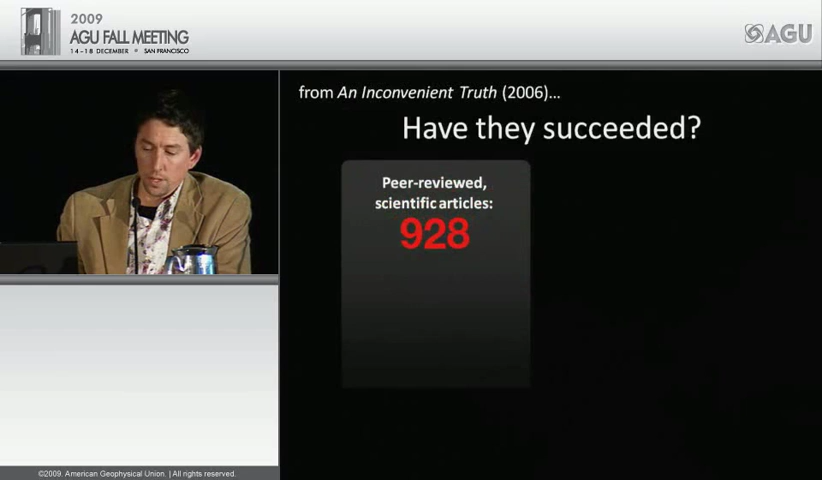 2009
AGU FALL MEETING
14-18 DECEMBER • SAN FRANCISCO
AGU
from An Inconvenient Truth (2006)...
Have they succeeded?
Peer-reviewed,
scientific articles:
928
©2009. American Geophysical Union. | All rights reserved.